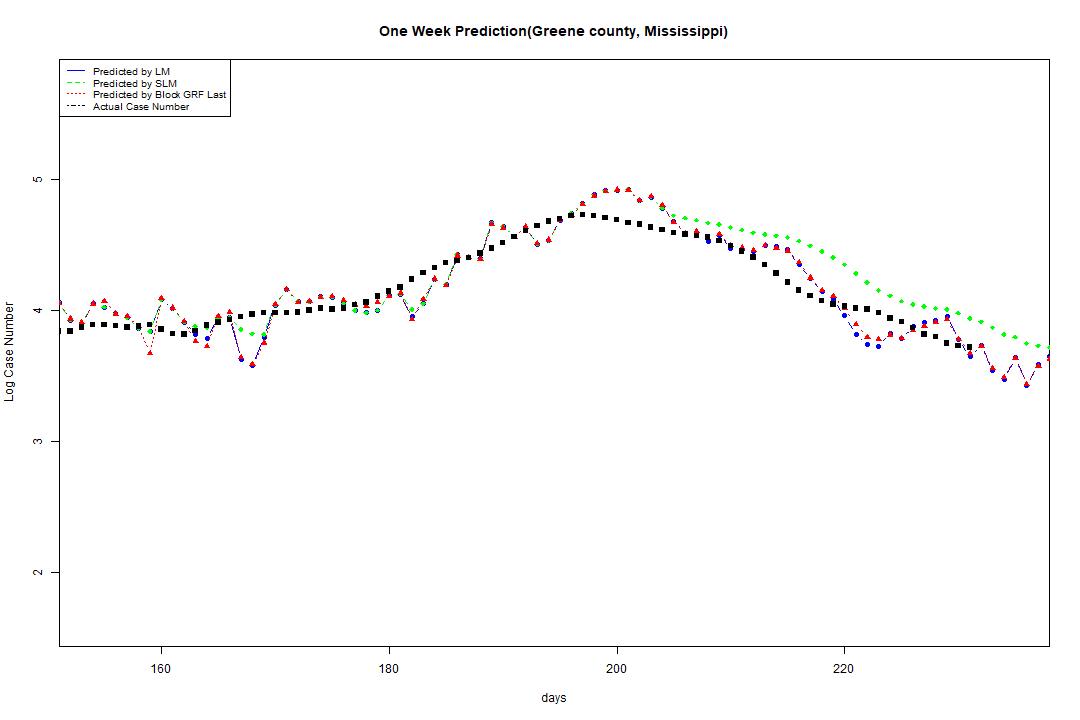 One Week Prediction(Greene county, Mississippi)
Predicted by LM
Predicted by SLM
Predicted by Block GRF Last
Actual Case Number
Log Case Number
5
4
3
2
160 180 200 220
days